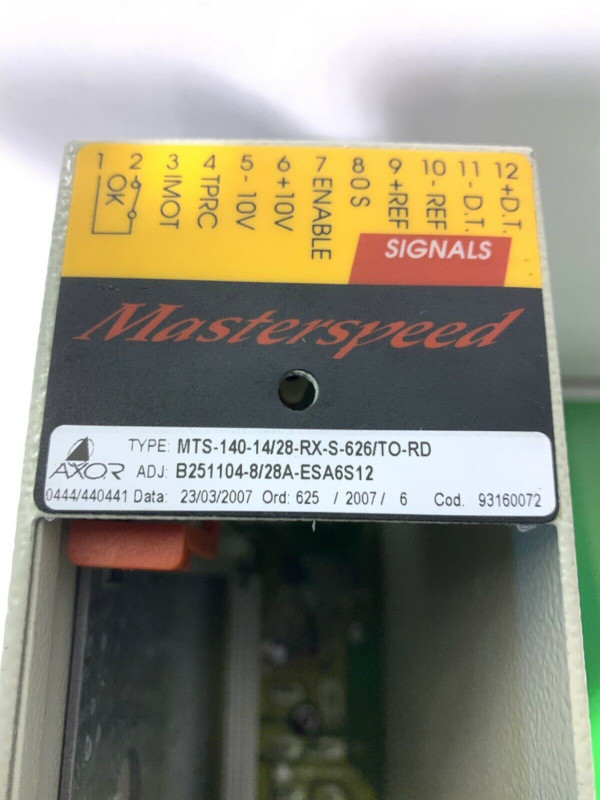 1 2 3 4 5 6 7 8 9 10 11 12
OK
IMOT
TPRC
- 10V
+10V
ENABLE
0 S
+REF
- REF
- D.T.
+D.T.
SIGNALS
Masterspeed
AXOR
TYPE: MTS-140-14/28-RX-S-626/TO-RD
ADJ: B251104-8/28A-ESA6S12
0444/440441 Data: 23/03/2007 Ord: 625 / 2007 / 6 Cod. 93160072